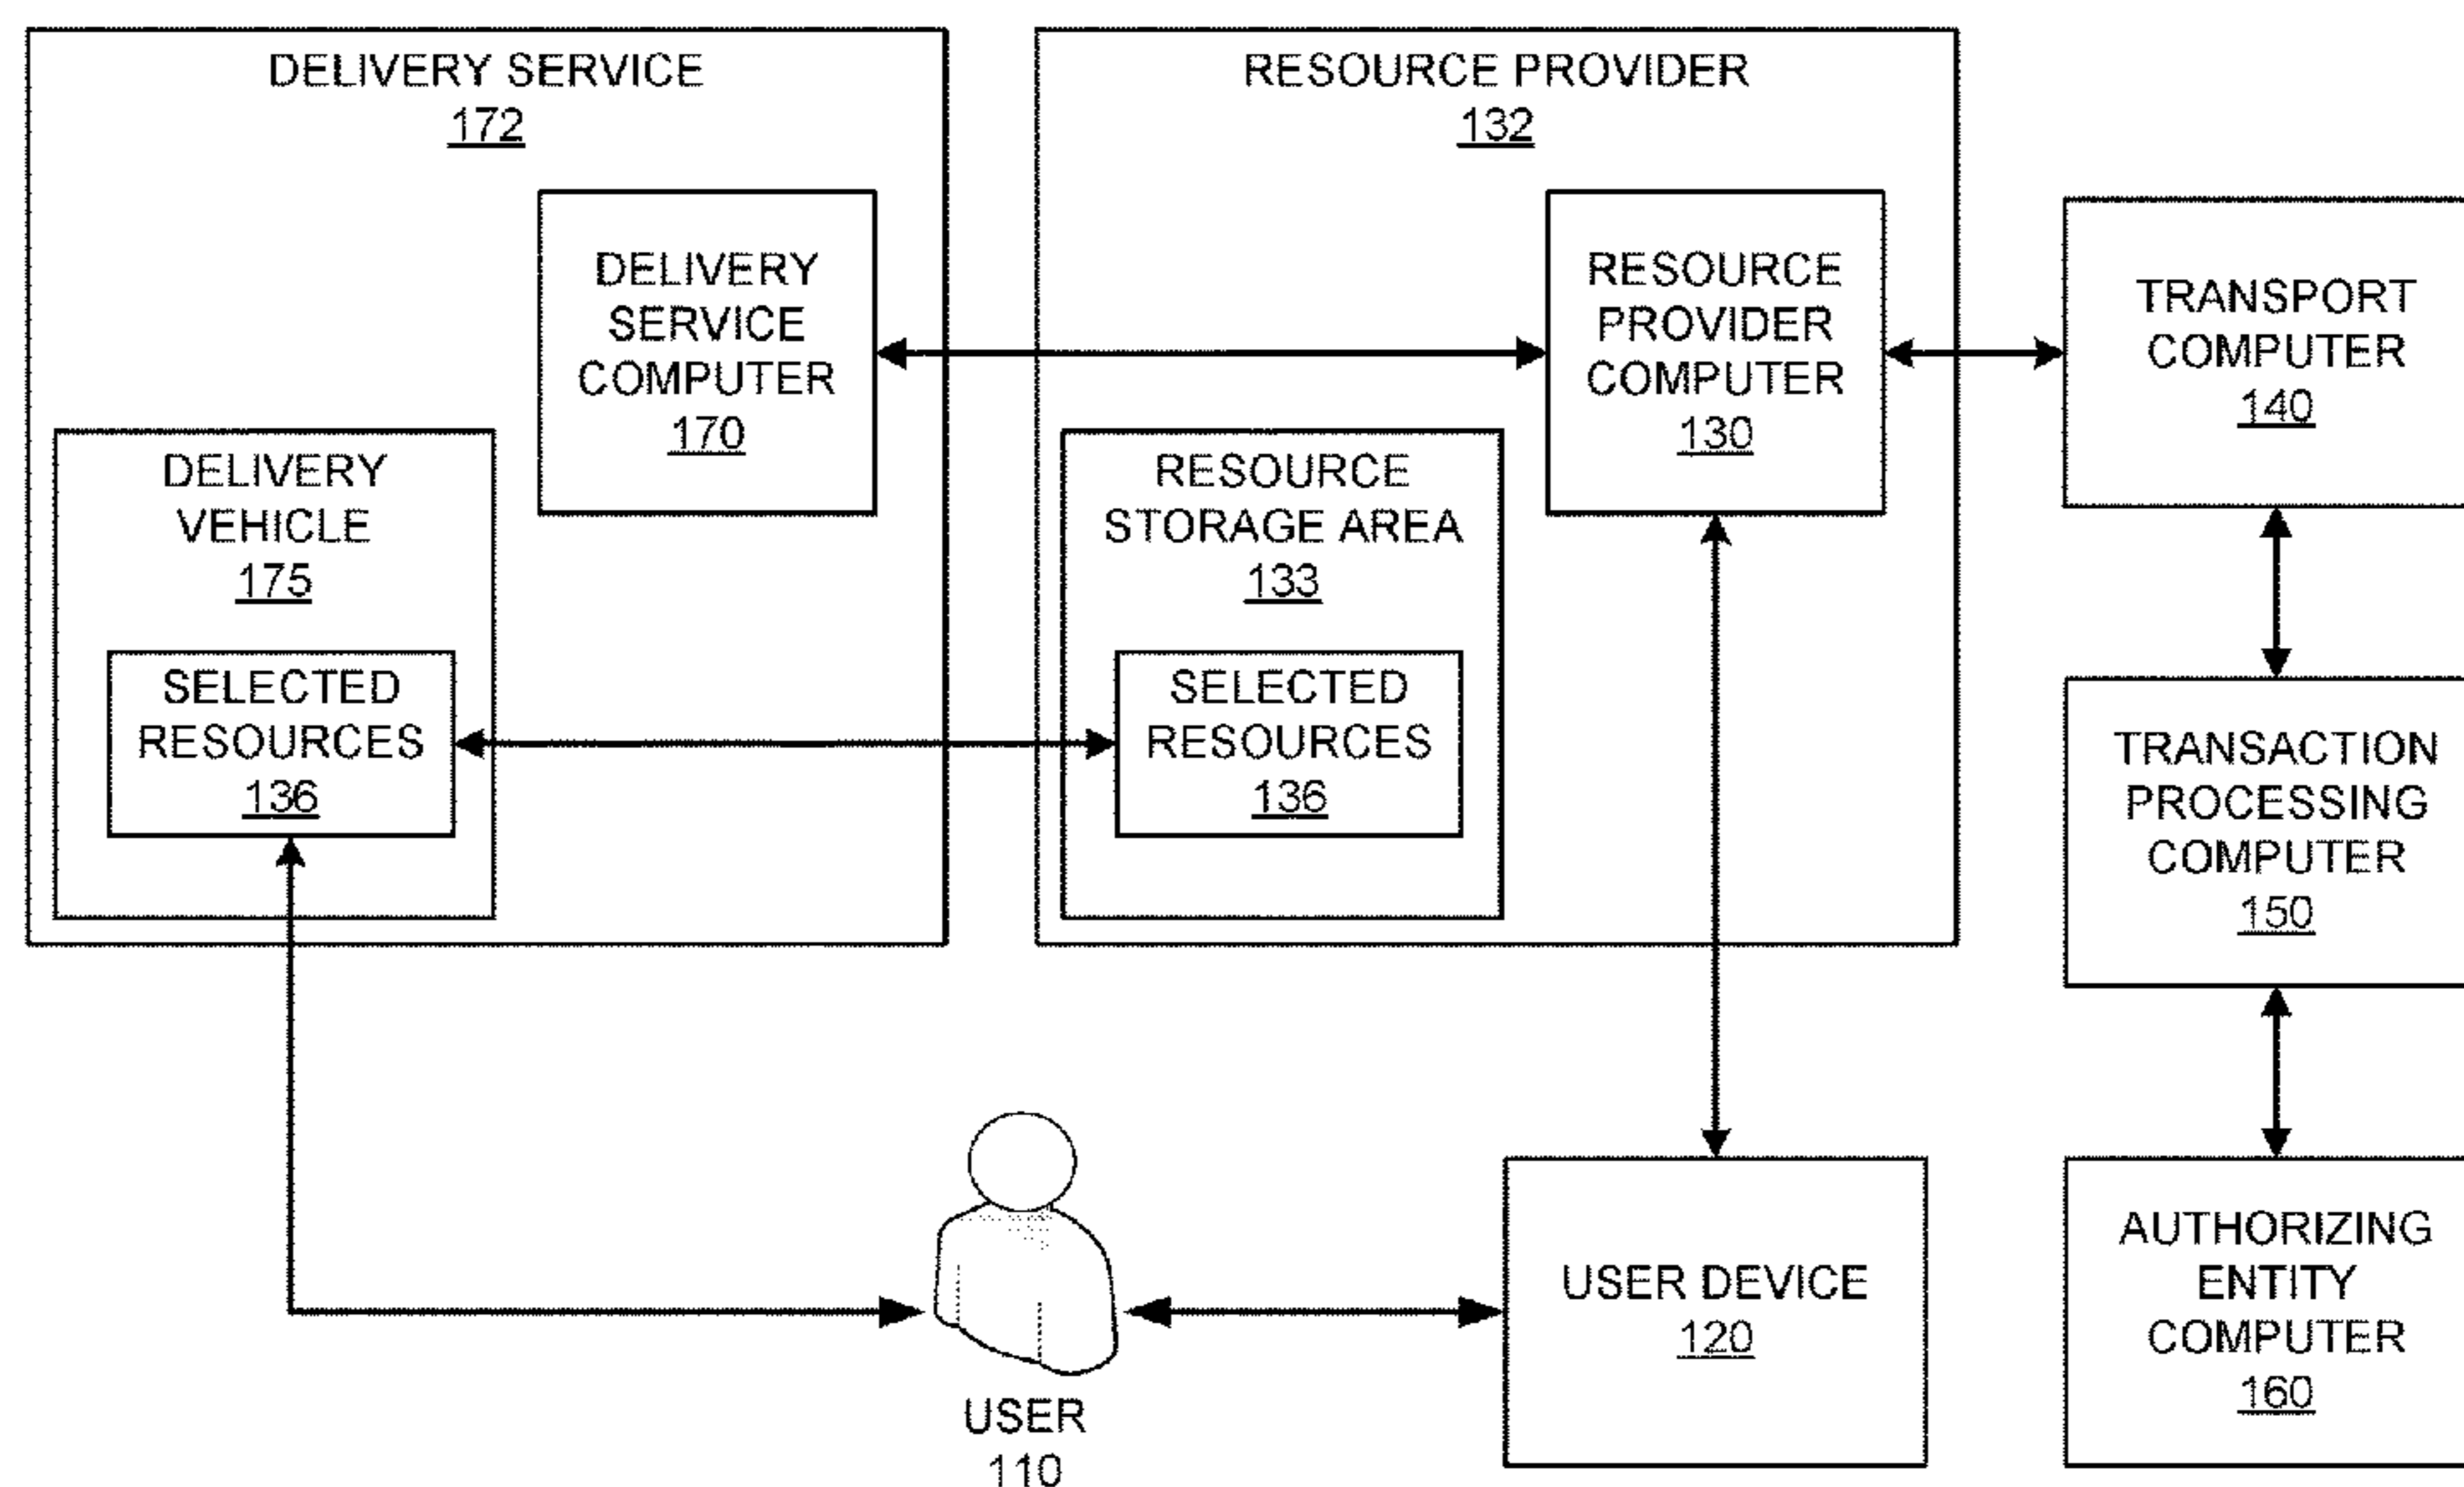 DELIVERY SERVICE
172
RESOURCE PROVIDER
132
DELIVERY
SERVICE
COMPUTER
170
RESOURCE
PROVIDER
COMPUTER
130
TRANSPORT
COMPUTER
140
DELIVERY
VEHICLE
175
RESOURCE
STORAGE AREA
133
SELECTED
RESOURCES
136
SELECTED
RESOURCES
136
TRANSACTION
PROCESSING
COMPUTER
150
USER
110
USER DEVICE
120
AUTHORIZING
ENTITY
COMPUTER
160